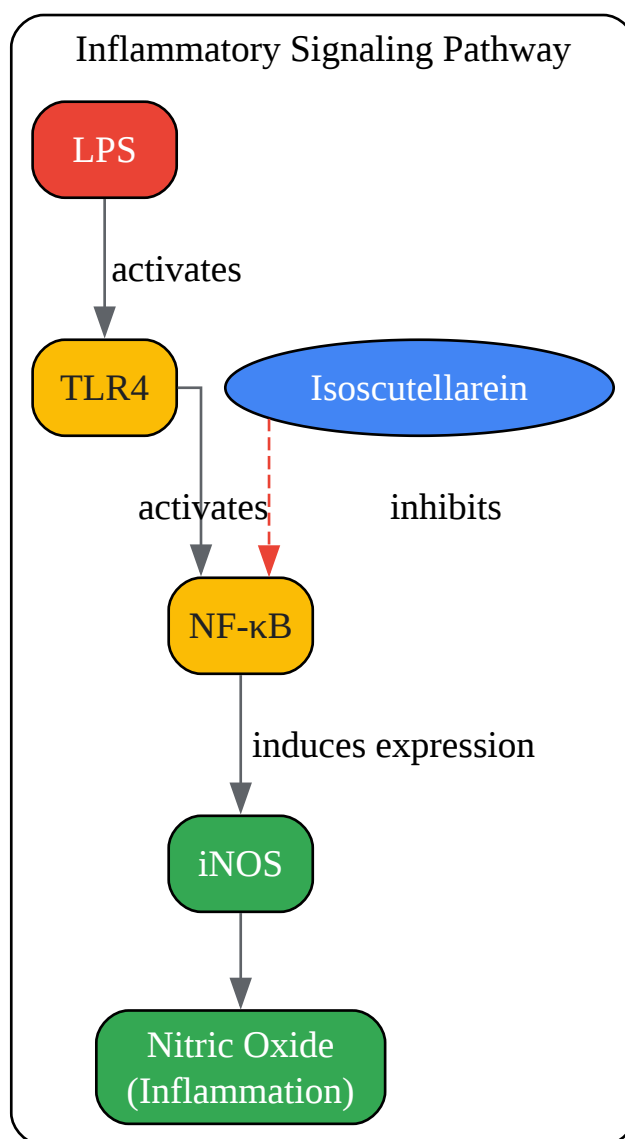 Inflammatory Signaling Pathway
LPS
activates
TLR4
Isoscutellarein
activates
inhibits
NF-κB
induces expression
iNOS
Nitric Oxide
(Inflammation)